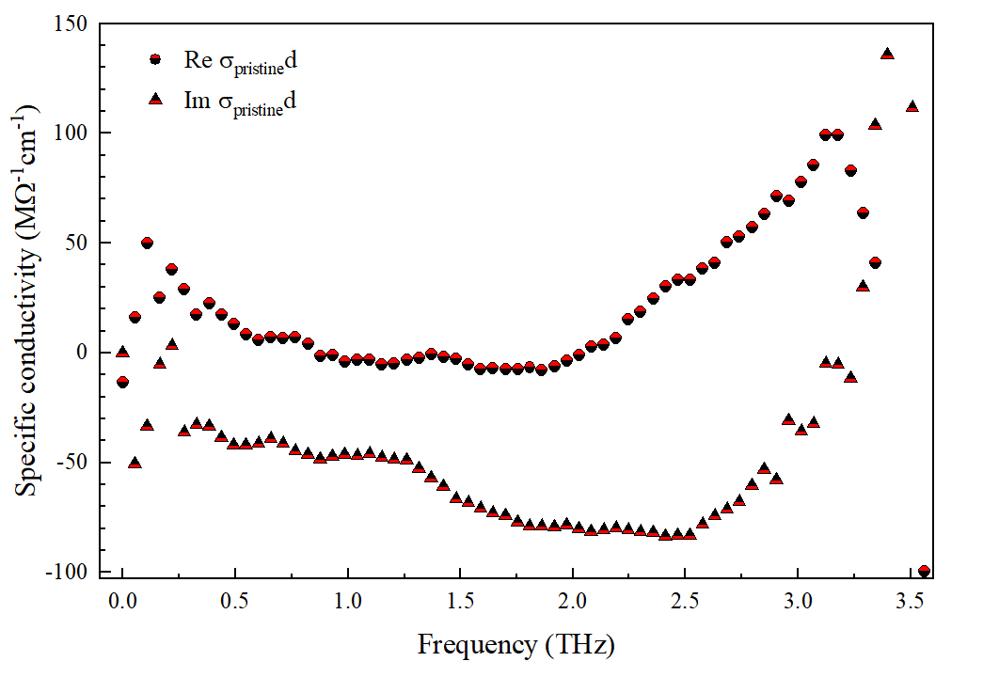 150
100
50
0
-50
-100
Specific conductivity (MΩ⁻¹cm⁻¹)
Re σpristined
Im σpristined
0.0 0.5 1.0 1.5 2.0 2.5 3.0 3.5
Frequency (THz)